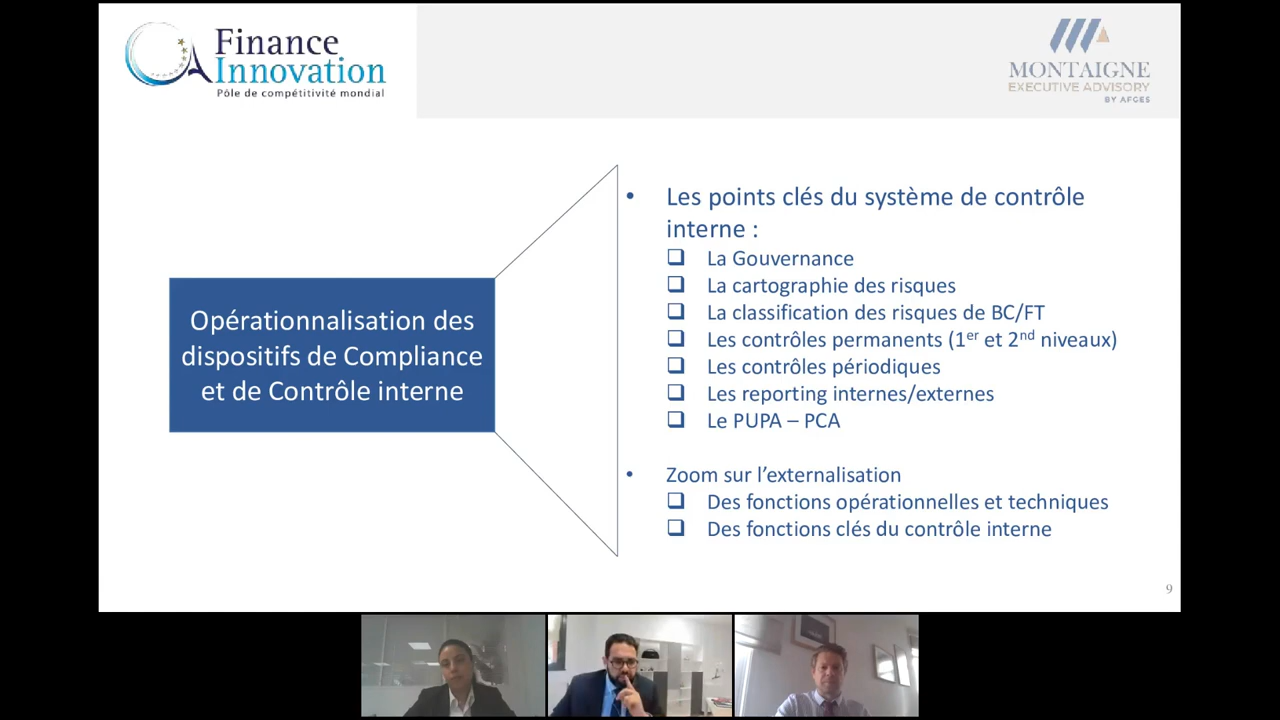 Finance
Innovation
Pôle de compétitivité mondial
MONTAIGNE
EXECUTIVE ADVISORY
BY AFGES
Opérationnalisation des
dispositifs de Compliance
et de Contrôle interne
• Les points clés du système de contrôle
interne :
❑ La Gouvernance
❑ La cartographie des risques
❑ La classification des risques de BC/FT
❑ Les contrôles permanents (1er et 2nd niveaux)
❑ Les contrôles périodiques
❑ Les reporting internes/externes
❑ Le PUPA – PCA
• Zoom sur l’externalisation
❑ Des fonctions opérationnelles et techniques
❑ Des fonctions clés du contrôle interne
9